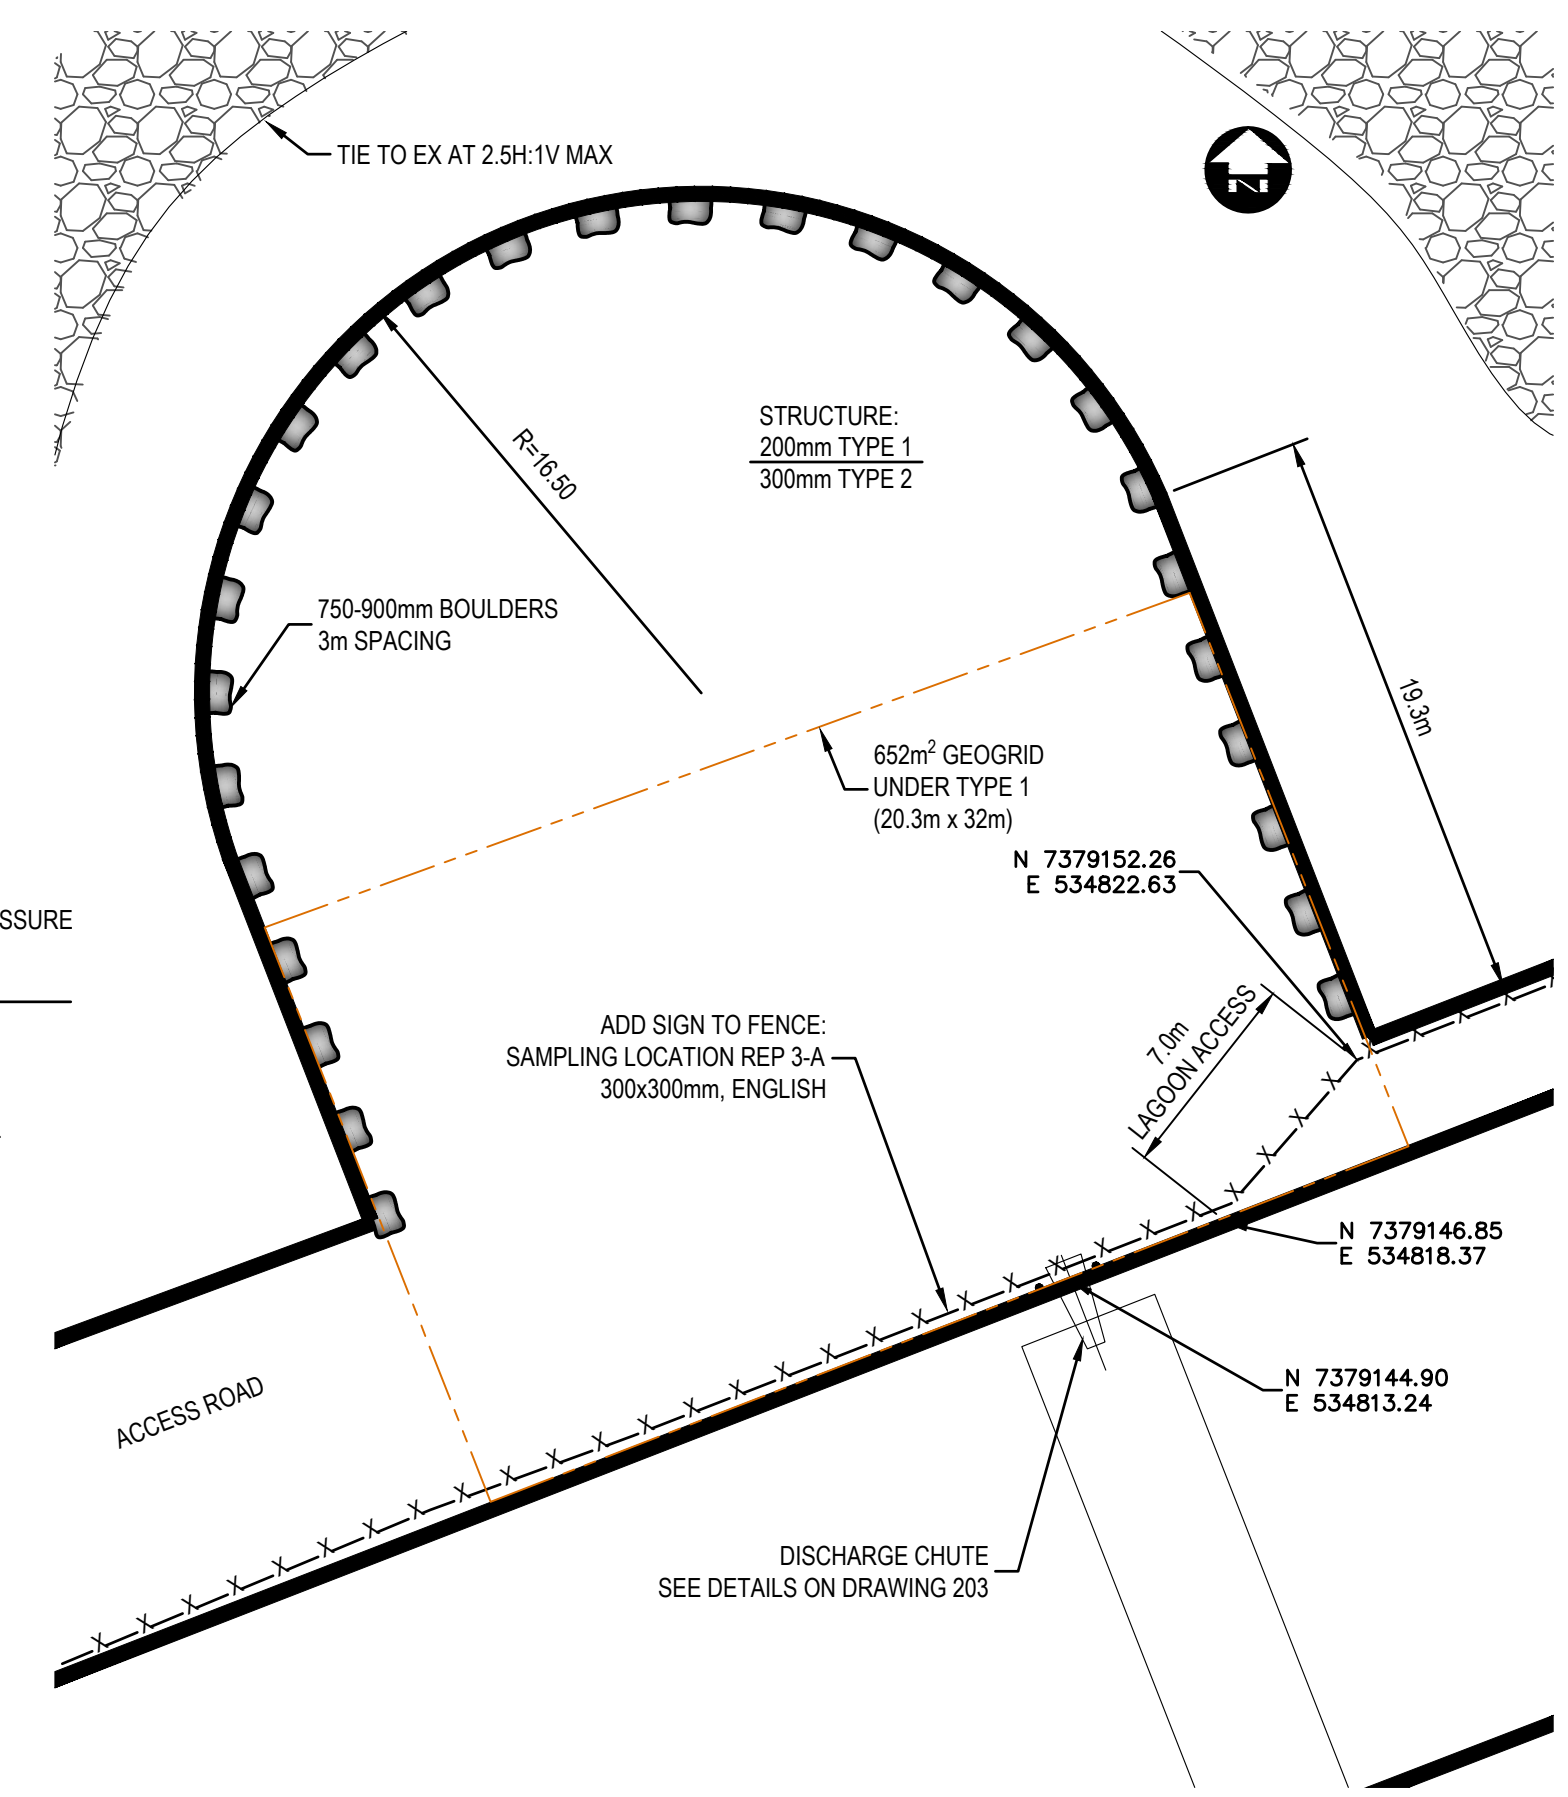 TIE TO EX AT 2.5H:1V MAX
N
STRUCTURE:
200mm TYPE 1
300mm TYPE 2
R=16.50
750-900mm BOULDERS
3m SPACING
19.3m
652m² GEOGRID
UNDER TYPE 1
(20.3m x 32m)
N 7379152.26
E 534822.63
SSURE
7.0m
LAGOON ACCESS
ADD SIGN TO FENCE:
SAMPLING LOCATION REP 3-A
300x300mm, ENGLISH
N 7379146.85
E 534818.37
N 7379144.90
E 534813.24
ACCESS ROAD
DISCHARGE CHUTE
SEE DETAILS ON DRAWING 203